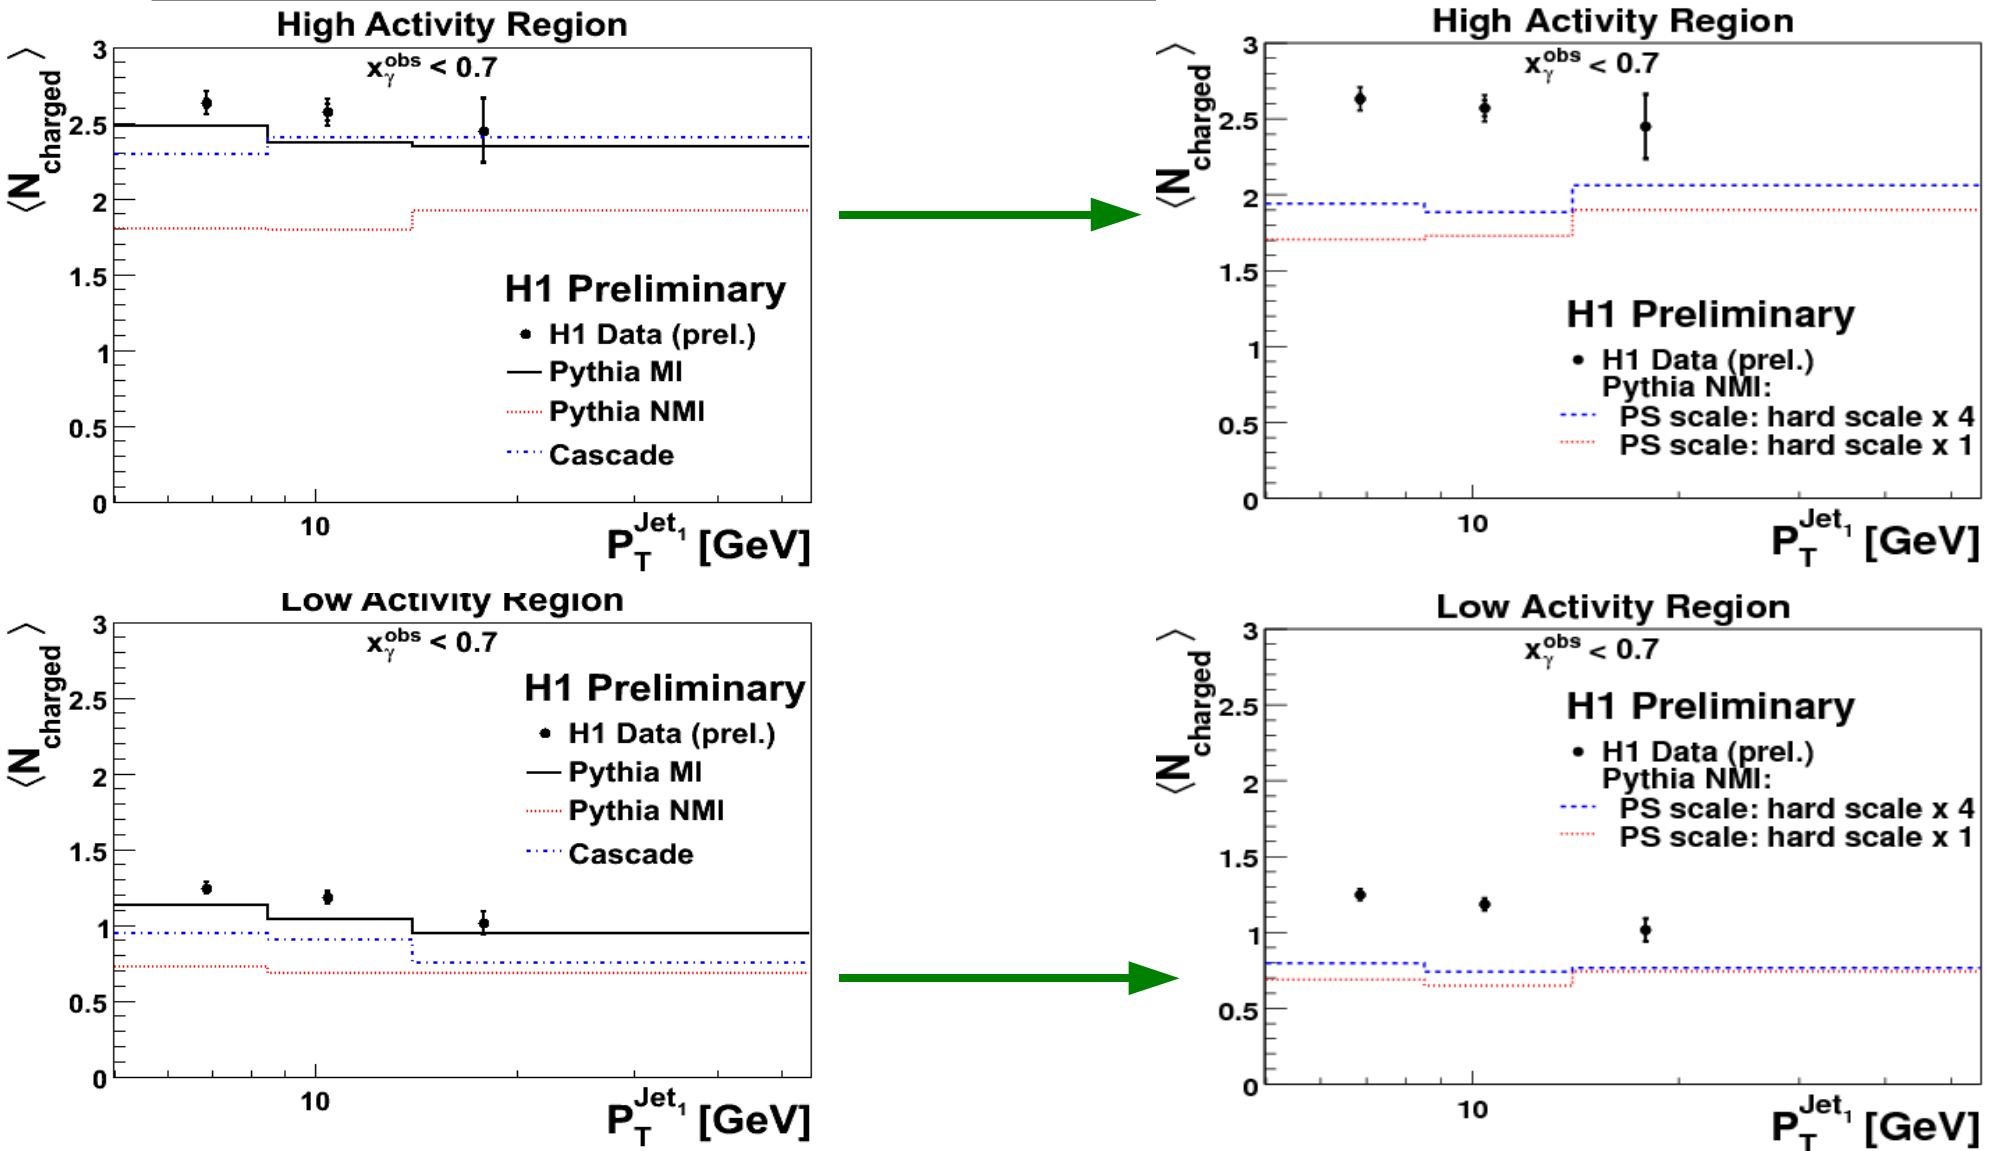 High Activity Region
x_γ^obs < 0.7
⟨N_charged⟩
3
2.5
2
1.5
1
0.5
0
H1 Preliminary
H1 Data (prel.)
Pythia MI
Pythia NMI
Cascade
10
P_T^Jet_1 [GeV]
High Activity Region
x_γ^obs < 0.7
⟨N_charged⟩
3
2.5
2
1.5
1
0.5
0
H1 Preliminary
H1 Data (prel.)
Pythia NMI:
PS scale: hard scale x 4
PS scale: hard scale x 1
10
P_T^Jet_1 [GeV]
Low Activity Region
x_γ^obs < 0.7
⟨N_charged⟩
3
2.5
2
1.5
1
0.5
0
H1 Preliminary
H1 Data (prel.)
Pythia MI
Pythia NMI
Cascade
10
P_T^Jet_1 [GeV]
Low Activity Region
x_γ^obs < 0.7
⟨N_charged⟩
3
2.5
2
1.5
1
0.5
0
H1 Preliminary
H1 Data (prel.)
Pythia NMI:
PS scale: hard scale x 4
PS scale: hard scale x 1
10
P_T^Jet_1 [GeV]